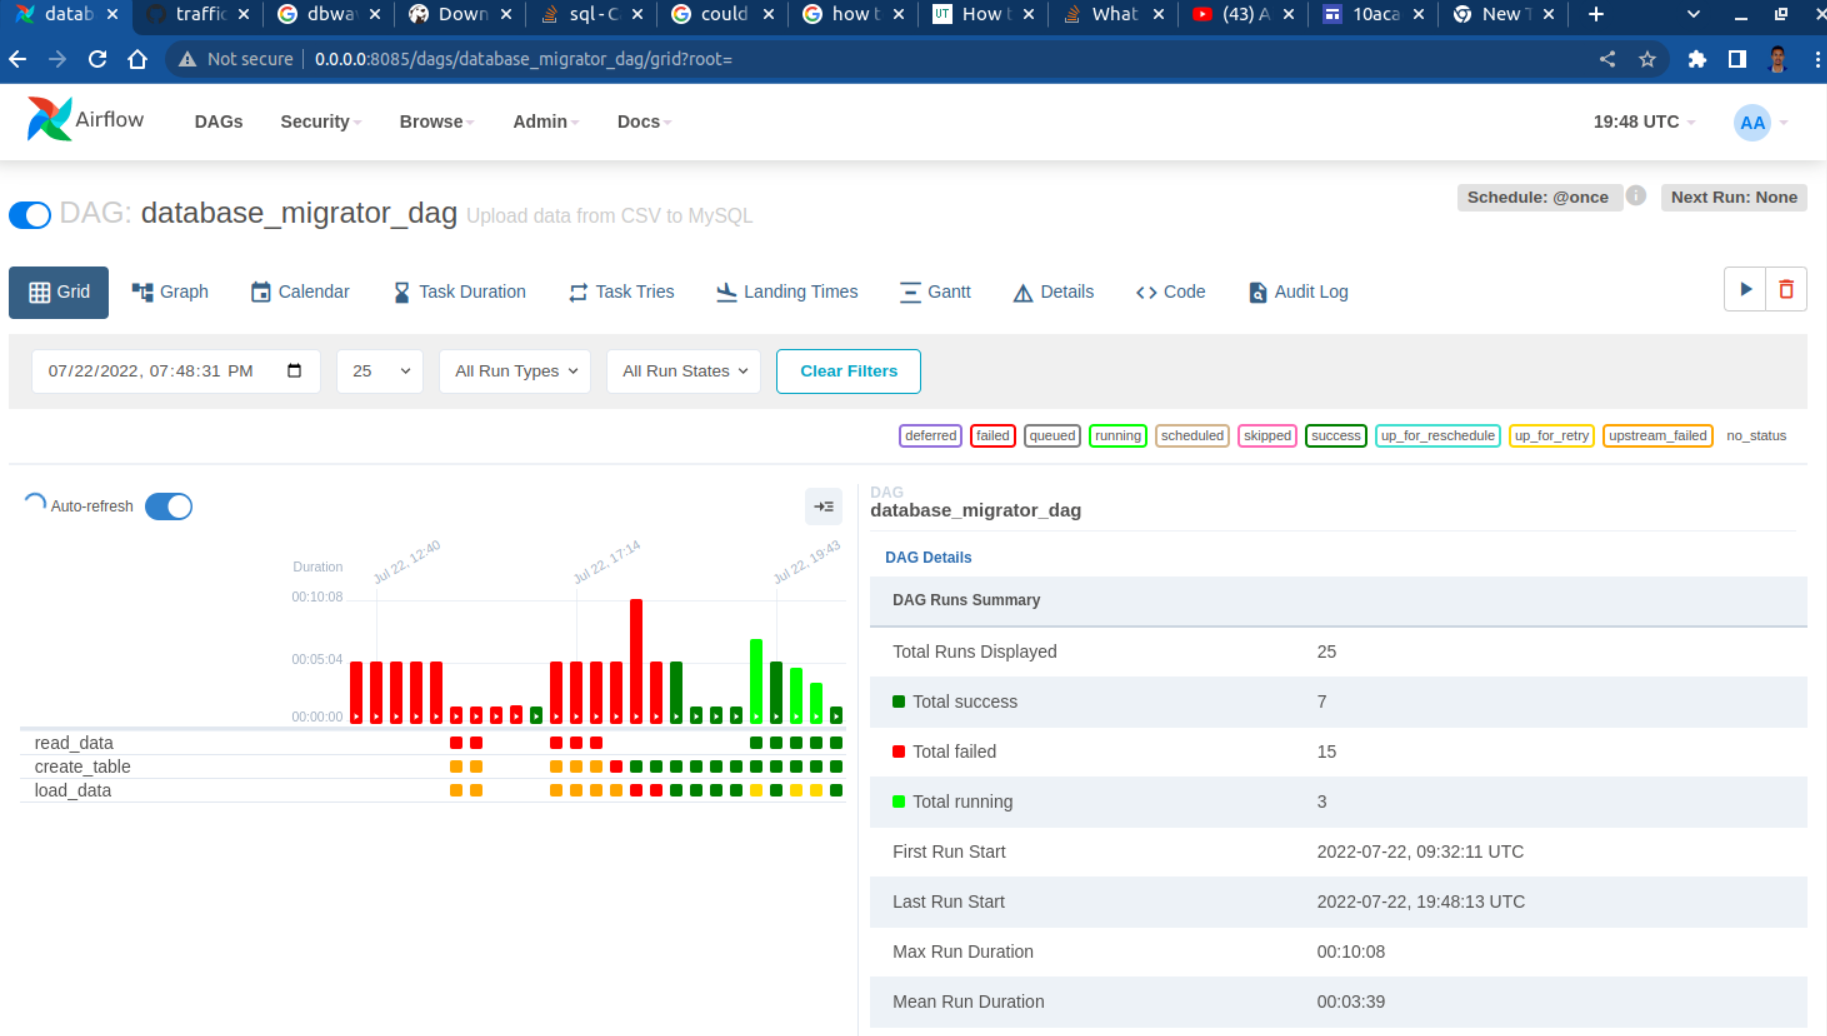 datab
traffic
dbwav
Down
sql - C
could
how t
How t
What
(43) A
10aca
New T
Not secure
0.0.0.0:8085/dags/database_migrator_dag/grid?root=
Airflow
DAGs
Security
Browse
Admin
Docs
19:48 UTC
AA
DAG: database_migrator_dag Upload data from CSV to MySQL
Schedule: @once
Next Run: None
Grid
Graph
Calendar
Task Duration
Task Tries
Landing Times
Gantt
Details
Code
Audit Log
07/22/2022, 07:48:31 PM
25
All Run Types
All Run States
Clear Filters
deferred
failed
queued
running
scheduled
skipped
success
up_for_reschedule
up_for_retry
upstream_failed
no_status
Auto-refresh
Duration
Jul 22, 12:40
Jul 22, 17:14
Jul 22, 19:43
00:10:08
00:05:04
00:00:00
read_data
create_table
load_data
DAG
database_migrator_dag
DAG Details
DAG Runs Summary
Total Runs Displayed 25
Total success 7
Total failed 15
Total running 3
First Run Start 2022-07-22, 09:32:11 UTC
Last Run Start 2022-07-22, 19:48:13 UTC
Max Run Duration 00:10:08
Mean Run Duration 00:03:39